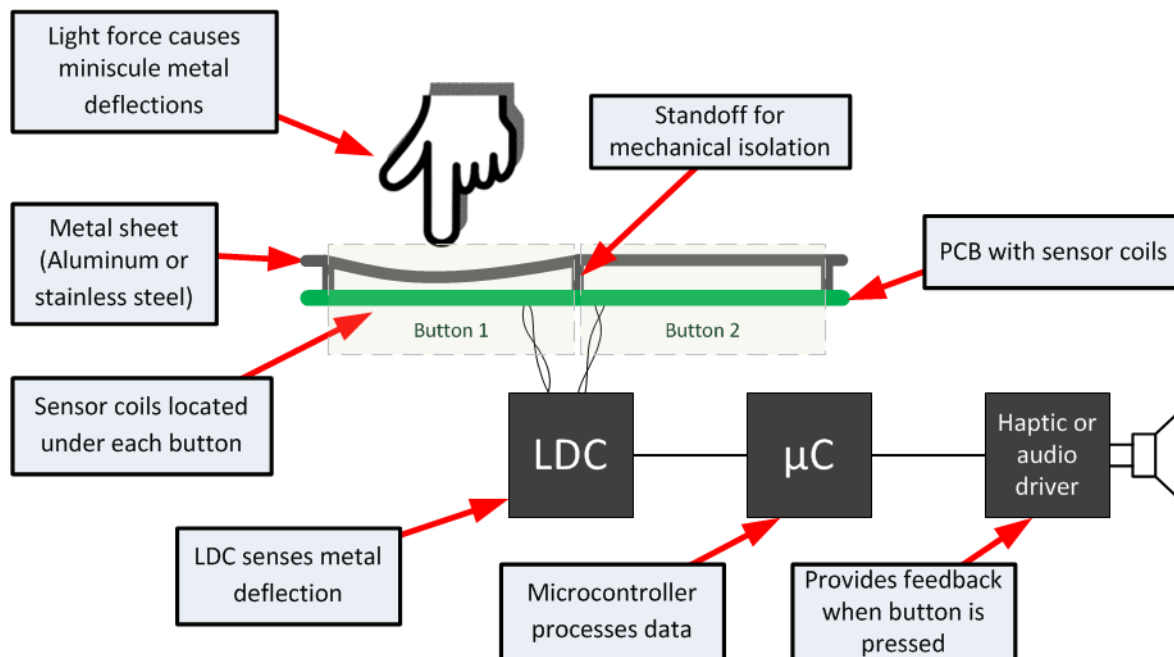 Light force causes
miniscule metal
deflections
Standoff for
mechanical isolation
Metal sheet
(Aluminum or
stainless steel)
PCB with sensor coils
Button 1
Button 2
Sensor coils located
under each button
LDC
µC
Haptic or
audio
driver
LDC senses metal
deflection
Microcontroller
processes data
Provides feedback
when button is
pressed